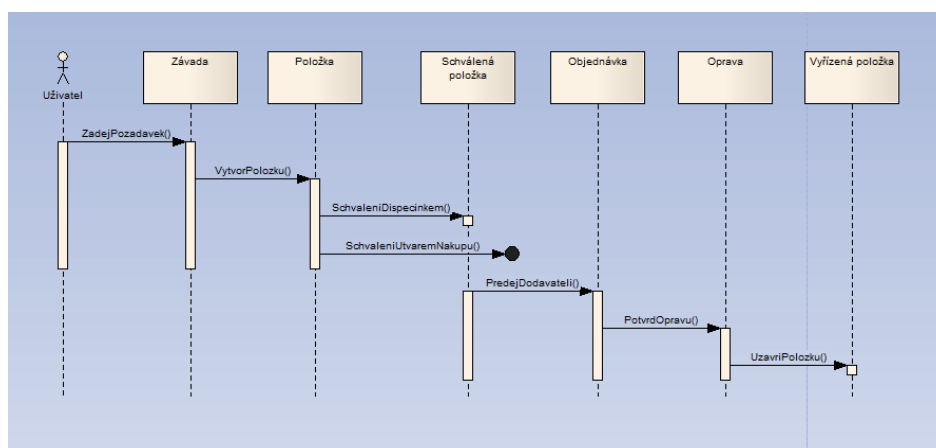 Uživatel
Závada
Položka
Schválená
položka
Objednávka
Oprava
Vyřízená položka
ZadejPozadavek()
VytvorPolozku()
SchvaleniDispecinkem()
SchvaleniUtvaremNakupu()
PredejDodavateli()
PotvrdOpravu()
UzavriPolozku()